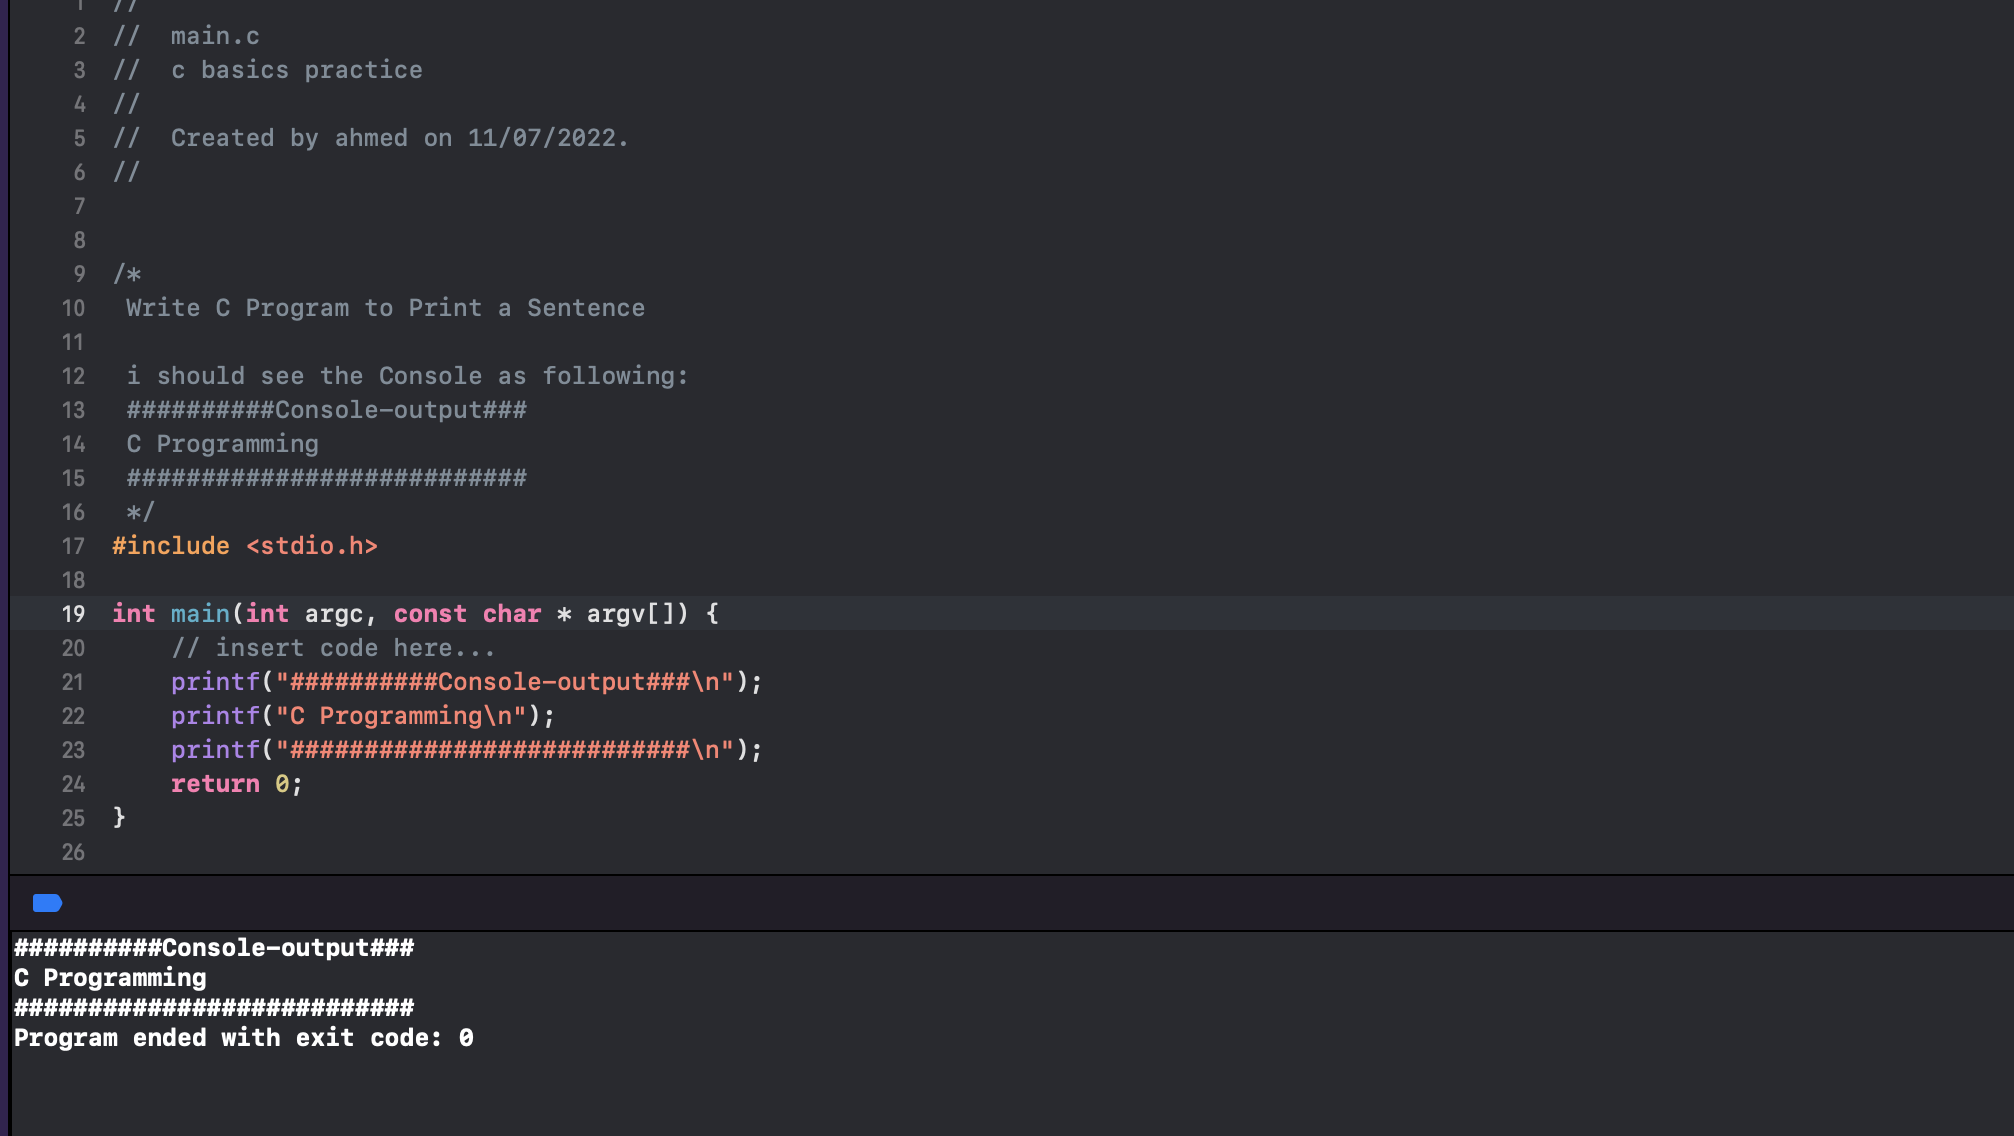 1 //
2 //  main.c
3 //  c basics practice
4 //
5 //  Created by ahmed on 11/07/2022.
6 //
7
8
9 /*
10  Write C Program to Print a Sentence
11
12  i should see the Console as following:
13  ##########Console-output###
14  C Programming
15  ###########################
16  */
17 #include <stdio.h>
18
19 int main(int argc, const char * argv[]) {
20     // insert code here...
21     printf("##########Console-output###\n");
22     printf("C Programming\n");
23     printf("###########################\n");
24     return 0;
25 }
26
##########Console-output###
C Programming
###########################
Program ended with exit code: 0